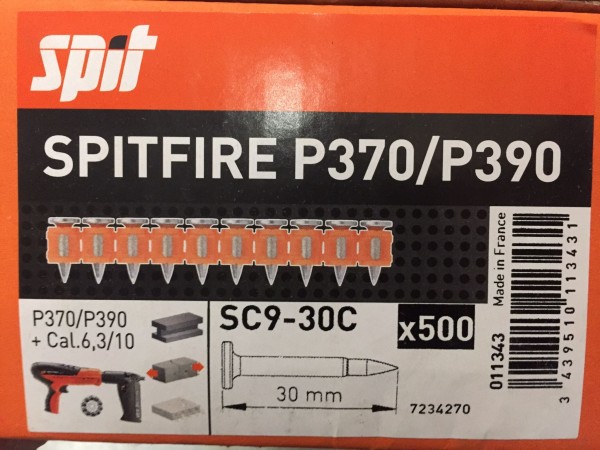 spit
SPITFIRE P370/P390
P370/P390
+ Cal.6,3/10
SC9-30C
x500
30 mm
7234270
011343
Made in France
3 439510 113431